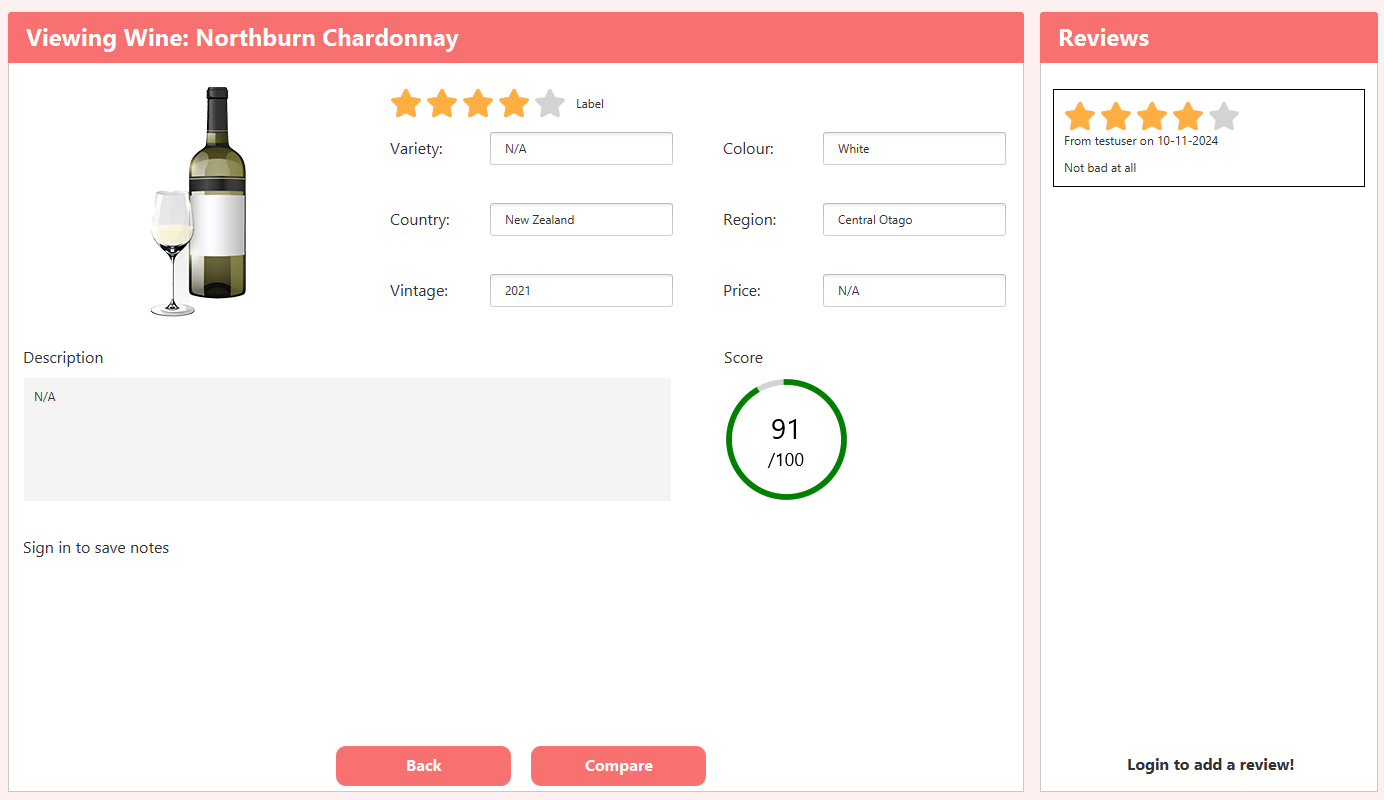 Viewing Wine: Northburn Chardonnay
Label
Variety: N/A Colour: White
Country: New Zealand Region: Central Otago
Vintage: 2021 Price: N/A
Description
N/A
Score
91
/100
Sign in to save notes
Back Compare
Reviews
From testuser on 10-11-2024
Not bad at all
Login to add a review!